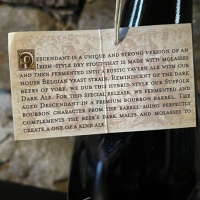 Descendant is a unique and strong version of an
Irish-style dry stout that is made with molasses
and then fermented into a rustic tavern ale with our
house Belgian yeast strain. Reminiscent of the dark
beers of yore, we dub this hybrid style our Suffolk
Dark Ale. For this special release, we fermented and
aged Descendant in a premium bourbon barrel. The
bourbon character from the barrel-aging perfectly
complements the beer's dark malts and molasses to
create a one of a kind ale.